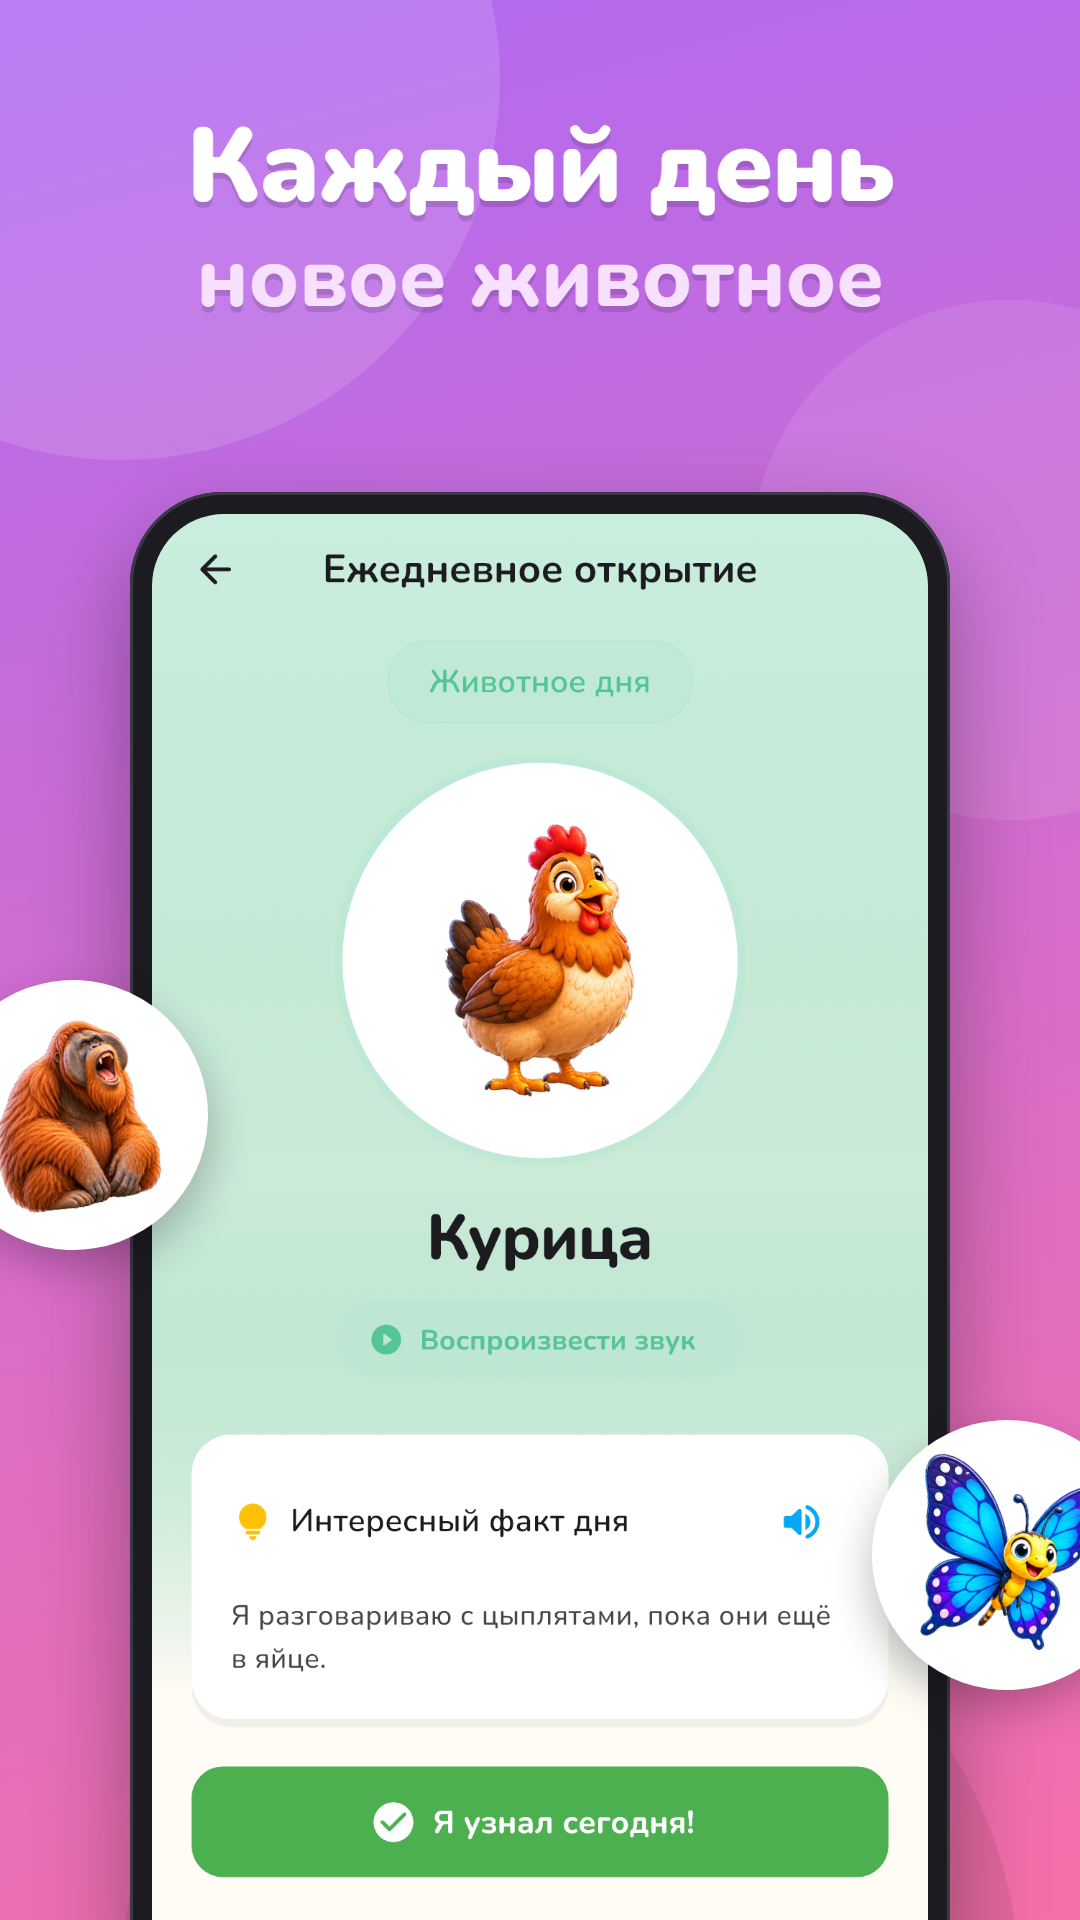 Каждый день
новое животное
Ежедневное открытие
Животное дня
Курица
Воспроизвести звук
Интересный факт дня
Я разговариваю с цыплятами, пока они ещё
в яйце.
Я узнал сегодня!